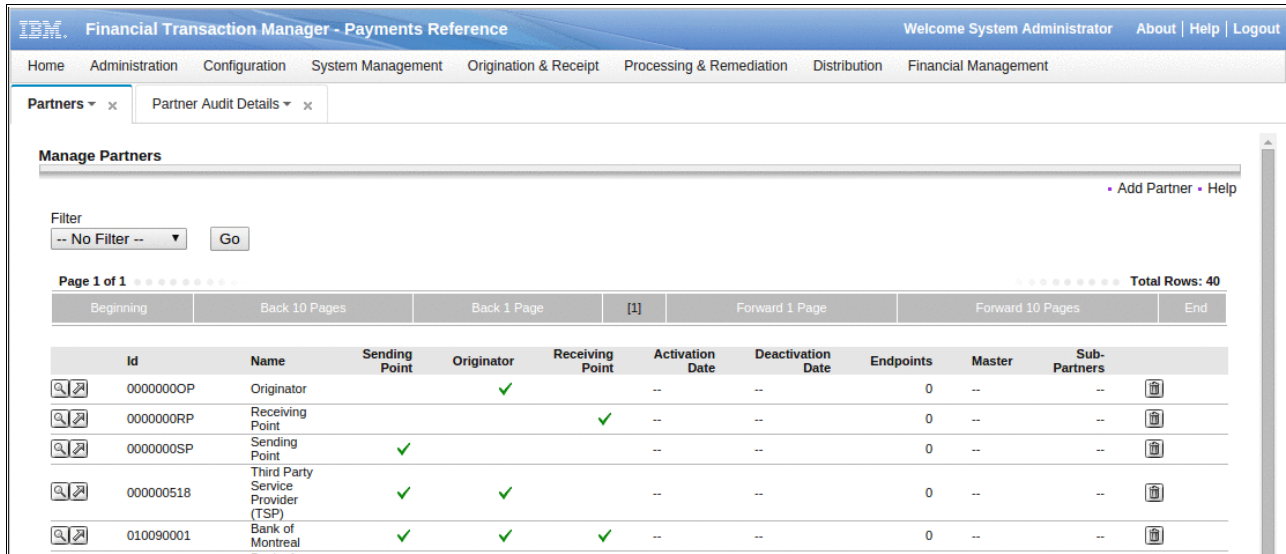 IBM. Financial Transaction Manager - Payments Reference Welcome System Administrator About | Help | Logout
Home Administration Configuration System Management Origination & Receipt Processing & Remediation Distribution Financial Management
Partners Partner Audit Details
Manage Partners
Add Partner Help
Filter
-- No Filter -- Go
Page 1 of 1 Total Rows: 40
Beginning Back 10 Pages Back 1 Page [1] Forward 1 Page Forward 10 Pages End
Id Name Sending Point Originator Receiving Point Activation Date Deactivation Date Endpoints Master Sub-Partners
0000000OP Originator -- -- 0 -- --
0000000RP Receiving Point -- -- 0 -- --
0000000SP Sending Point -- -- 0 -- --
000000518 Third Party Service Provider (TSP) -- -- 0 -- --
010090001 Bank of Montreal -- -- 0 -- --